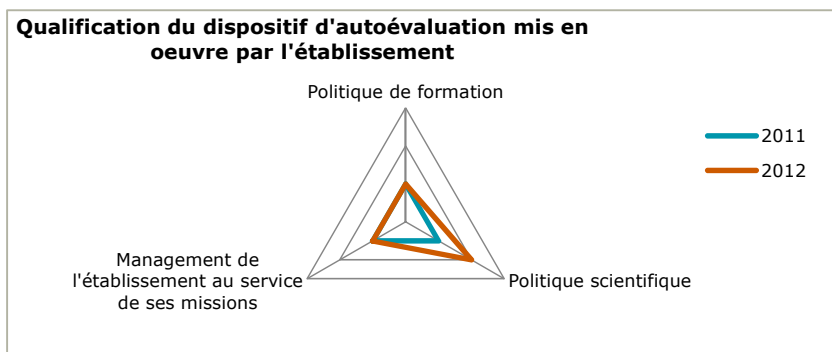 Qualification du dispositif d'autoévaluation mis en
oeuvre par l'établissement
Politique de formation
2011
2012
Management de
l'établissement au service
de ses missions
Politique scientifique